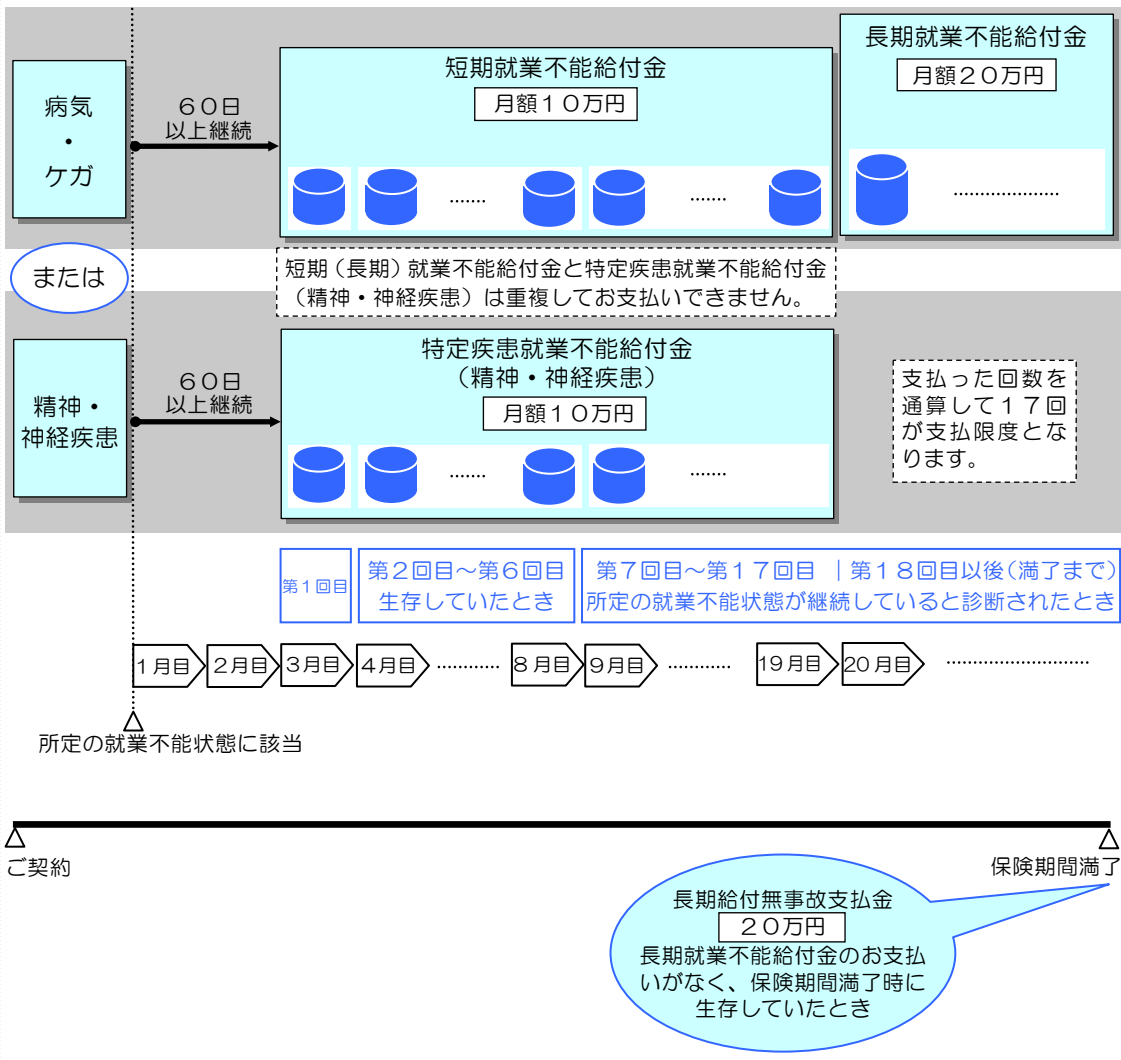 病気
・
ケガ
６０日
以上継続
短期就業不能給付金
月額１０万円
.......
.......
長期就業不能給付金
月額２０万円
.....................
または
短期（長期）就業不能給付金と特定疾患就業不能給付金
（精神・神経疾患）は重複してお支払いできません。
精神・
神経疾患
６０日
以上継続
特定疾患就業不能給付金
（精神・神経疾患）
月額１０万円
.......
.......
支払った回数を
通算して１７回
が支払限度とな
ります。
第１回目
第２回目～第６回目
生存していたとき
第７回目～第１７回目 ｜第１８回目以後（満了まで）
所定の就業不能状態が継続していると診断されたとき
１月目
２月目
３月目
４月目
............
８月目
９月目
............
19月目
20月目
...........................
所定の就業不能状態に該当
ご契約
保険期間満了
長期給付無事故支払金
２０万円
長期就業不能給付金のお支払
いがなく、保険期間満了時に
生存していたとき